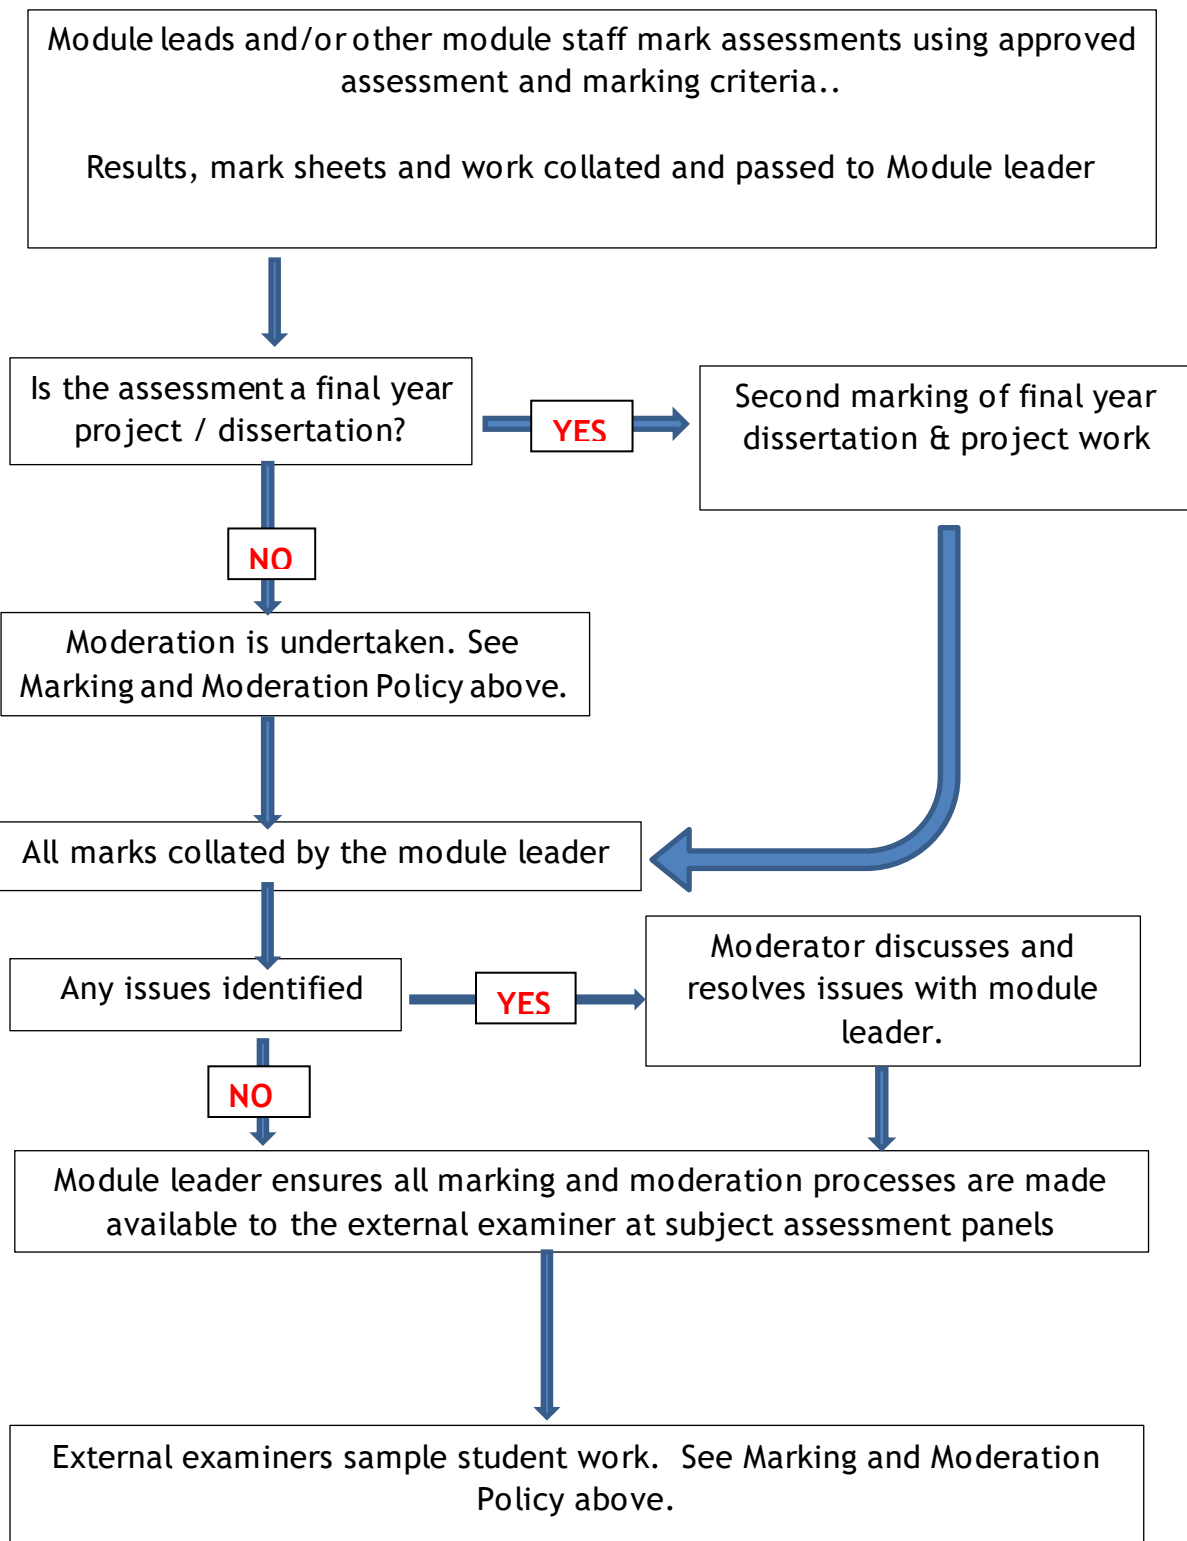 Module leads and/or other module staff mark assessments using approved
assessment and marking criteria..
Results, mark sheets and work collated and passed to Module leader
Is the assessment a final year
project / dissertation?
YES
Second marking of final year
dissertation & project work
NO
Moderation is undertaken. See
Marking and Moderation Policy above.
All marks collated by the module leader
Any issues identified
YES
Moderator discusses and
resolves issues with module
leader.
NO
Module leader ensures all marking and moderation processes are made
available to the external examiner at subject assessment panels
External examiners sample student work. See Marking and Moderation
Policy above.